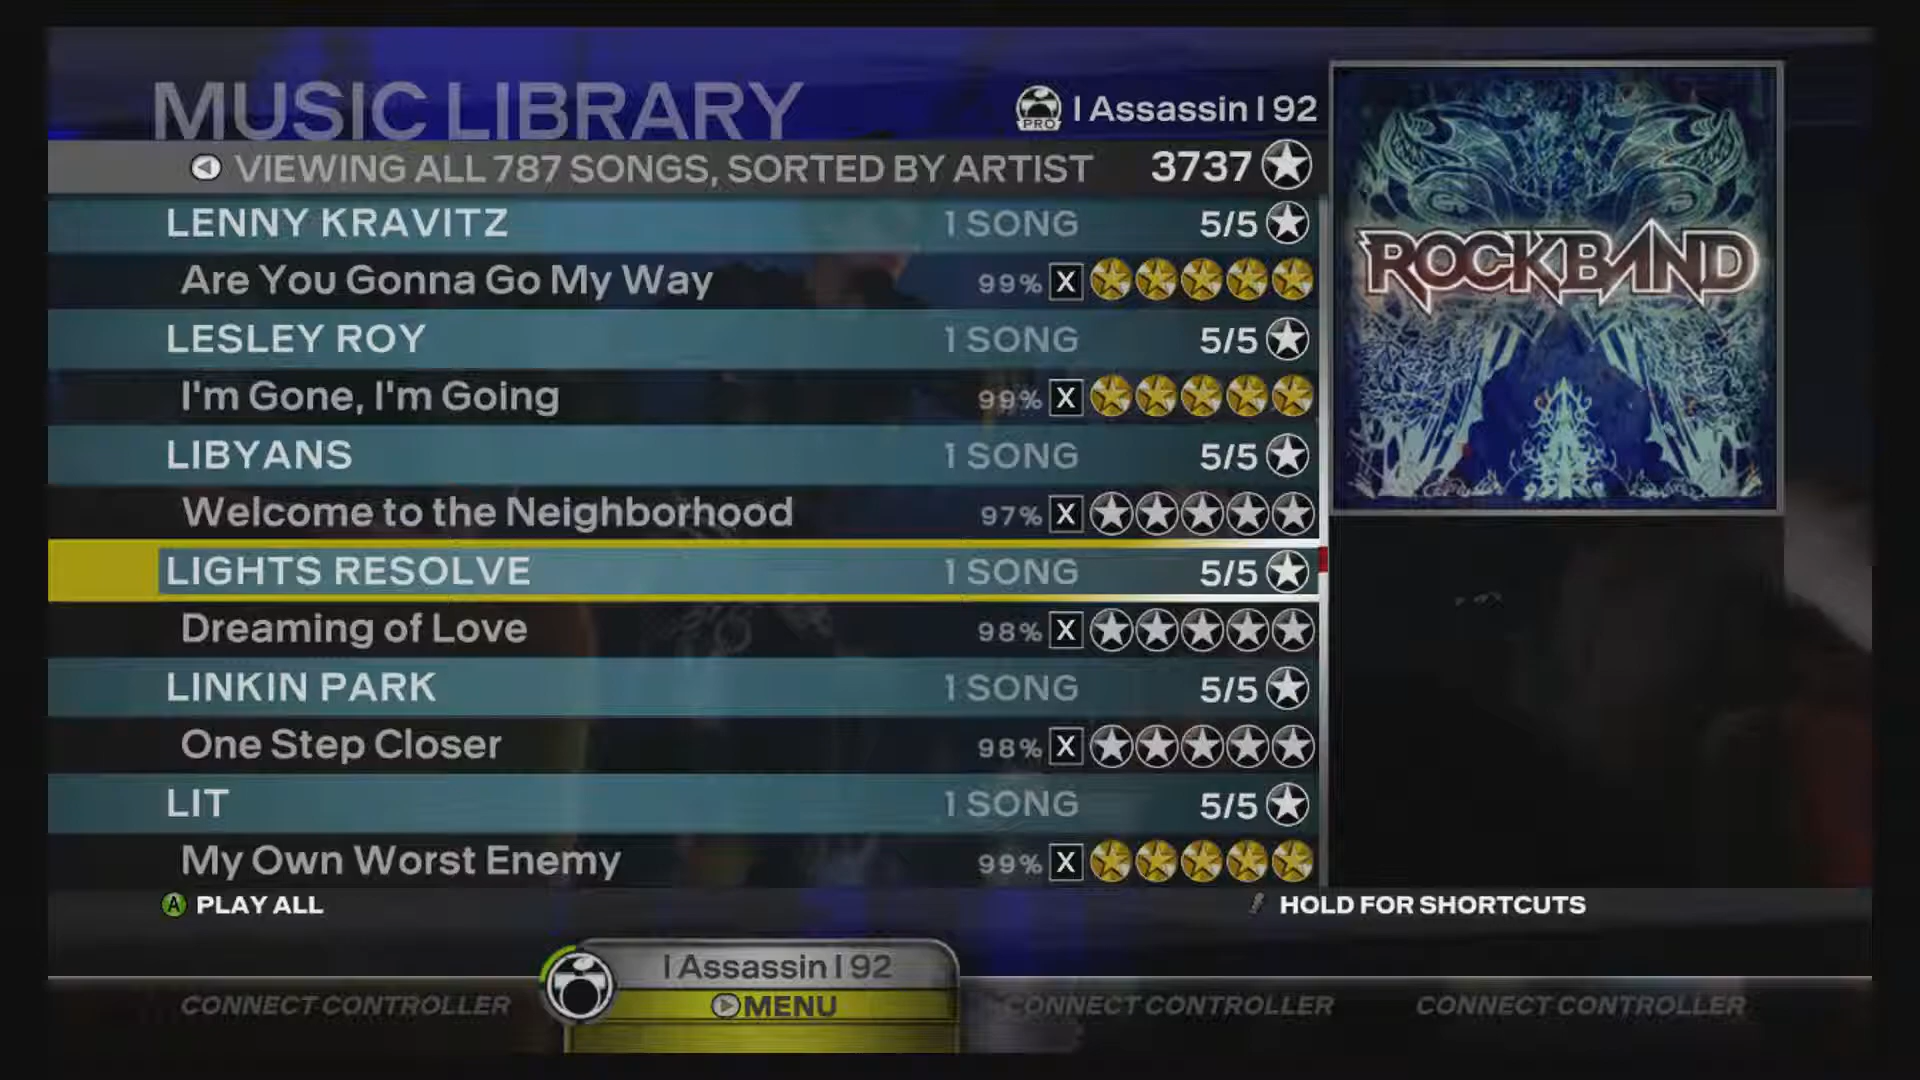 MUSIC LIBRARY
PRO
I Assassin I 92
VIEWING ALL 787 SONGS, SORTED BY ARTIST 3737
LENNY KRAVITZ 1 SONG 5/5
Are You Gonna Go My Way 99% X
LESLEY ROY 1 SONG 5/5
I'm Gone, I'm Going 99% X
LIBYANS 1 SONG 5/5
Welcome to the Neighborhood 97% X
LIGHTS RESOLVE 1 SONG 5/5
Dreaming of Love 98% X
LINKIN PARK 1 SONG 5/5
One Step Closer 98% X
LIT 1 SONG 5/5
My Own Worst Enemy 99% X
ROCKBAND
A PLAY ALL
HOLD FOR SHORTCUTS
CONNECT CONTROLLER
I Assassin I 92
MENU
CONNECT CONTROLLER
CONNECT CONTROLLER